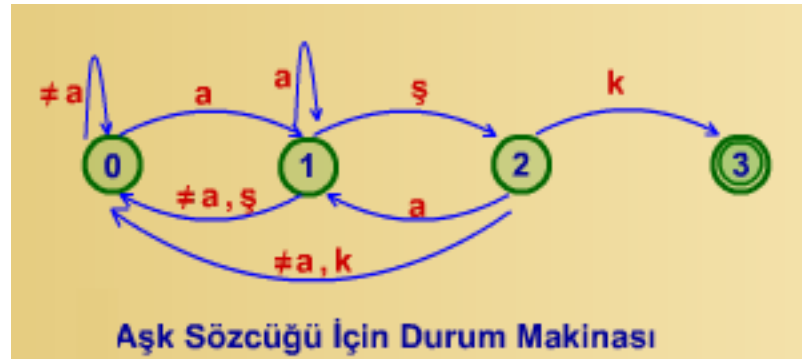 ≠a
a
a
ş
k
0
1
2
3
≠a,ş
a
≠a,k
Aşk Sözcüğü İçin Durum Makinası